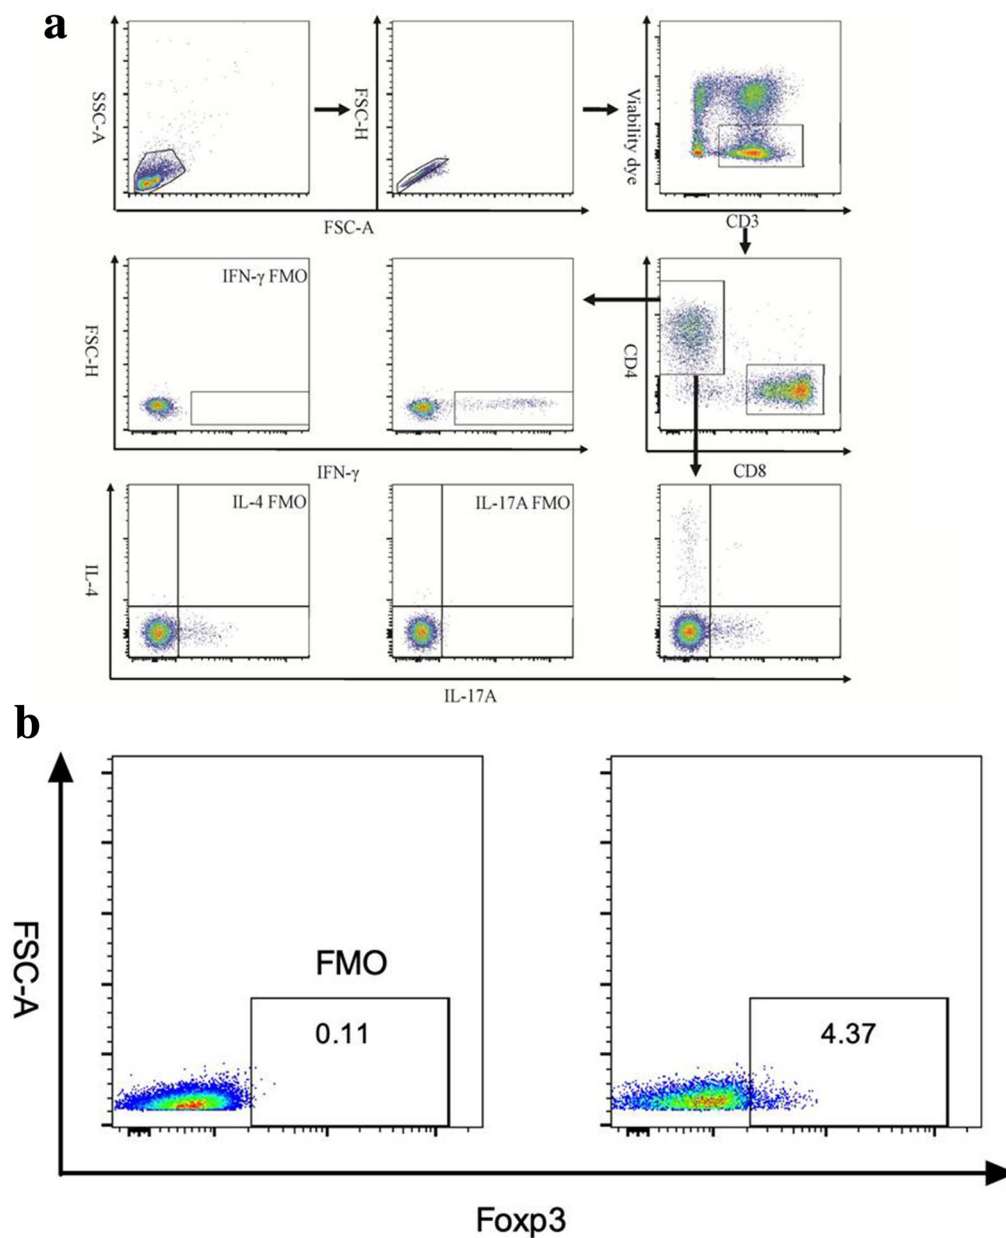 a
SSC-A
FSC-H
Viability dye
FSC-A
CD3
IFN-γ FMO
FSC-H
CD4
IFN-γ
CD8
IL-4 FMO
IL-17A FMO
IL-4
IL-17A
b
FSC-A
FMO
0.11
4.37
Foxp3